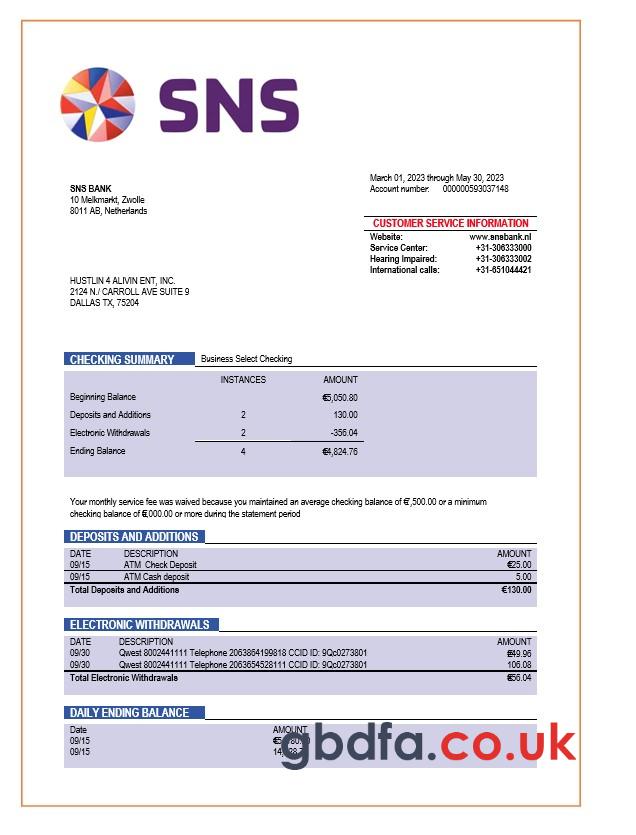 SNS
March 01, 2023 through May 30, 2023
Account number: 000000593037148
SNS BANK
10 Melkmarkt, Zwolle
8011 AB, Netherlands
CUSTOMER SERVICE INFORMATION
Website: www.snsbank.nl
Service Center: +31-306333000
Hearing Impaired: +31-306333002
International calls: +31-651044421
HUSTLIN 4 ALIVIN ENT, INC.
2124 N./ CARROLL AVE SUITE 9
DALLAS TX, 75204
CHECKING SUMMARY Business Select Checking
INSTANCES AMOUNT
Beginning Balance €5,050.80
Deposits and Additions 2 130.00
Electronic Withdrawals 2 -356.04
Ending Balance 4 €4,824.76
Your monthly service fee was waived because you maintained an average checking balance of €7,500.00 or a minimum
checking balance of €,000.00 or more during the statement period
DEPOSITS AND ADDITIONS
DATE DESCRIPTION AMOUNT
09/15 ATM Check Deposit €25.00
09/15 ATM Cash deposit 5.00
Total Deposits and Additions €130.00
ELECTRONIC WITHDRAWALS
DATE DESCRIPTION AMOUNT
09/30 Qwest 8002441111 Telephone 2063864199818 CCID ID: 9Qc0273801 €49.96
09/30 Qwest 8002441111 Telephone 2063654528111 CCID ID: 9Qc0273801 106.08
Total Electronic Withdrawals €56.04
DAILY ENDING BALANCE
Date AMOUNT
09/15
09/15
gbdfa.co.uk